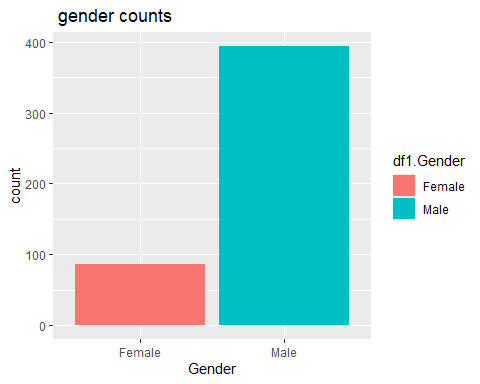 gender counts
400
300
200
100
0
count
Female
Male
Gender
df1.Gender
Female
Male